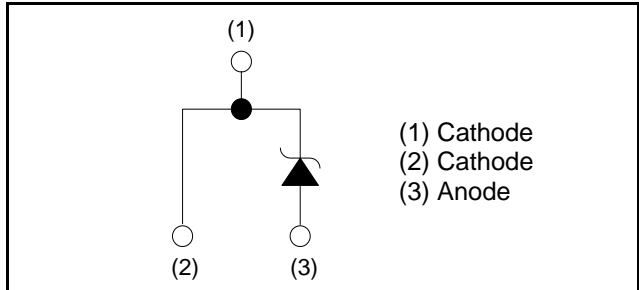 (1)
(1) Cathode
(2) Cathode
(3) Anode
(2) (3)